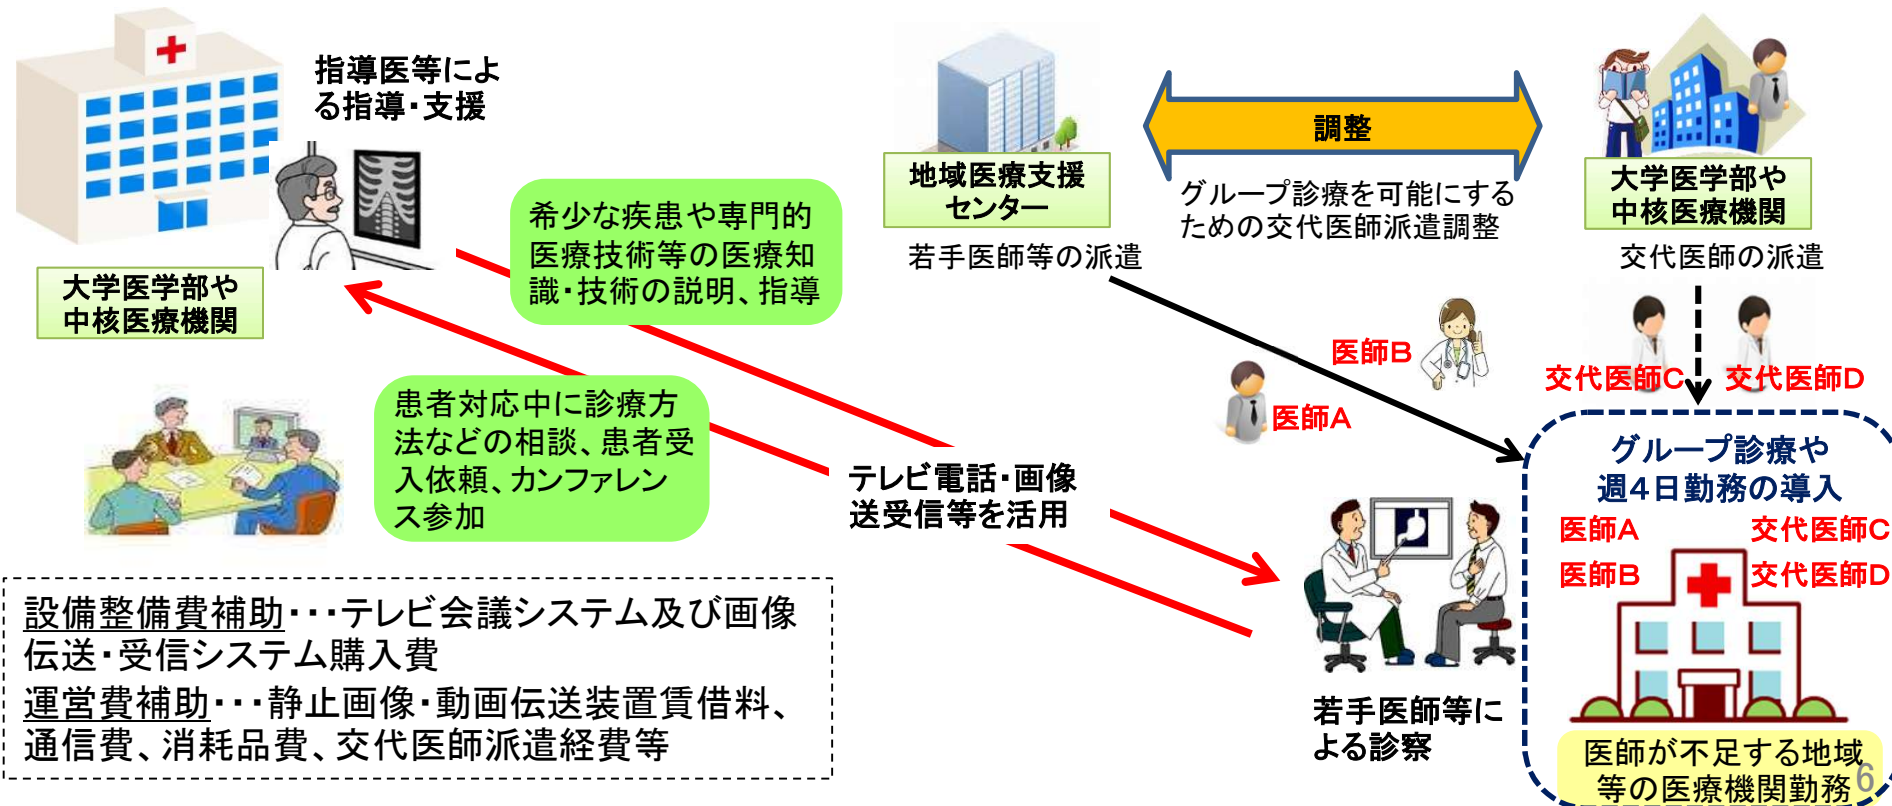 指導医等によ
る指導・支援
大学医学部や
中核医療機関
希少な疾患や専門的
医療技術等の医療知
識・技術の説明、指導
患者対応中に診療方
法などの相談、患者受
入依頼、カンファレン
ス参加
テレビ電話・画像
送受信等を活用
設備整備費補助・・・テレビ会議システム及び画像
伝送・受信システム購入費
運営費補助・・・静止画像・動画伝送装置賃借料、
通信費、消耗品費、交代医師派遣経費等
地域医療支援
センター
若手医師等の派遣
調整
グループ診療を可能にする
ための交代医師派遣調整
大学医学部や
中核医療機関
交代医師の派遣
医師B
医師A
交代医師C
交代医師D
グループ診療や
週4日勤務の導入
医師A
交代医師C
医師B
交代医師D
若手医師等に
よる診察
医師が不足する地域
等の医療機関勤務
6